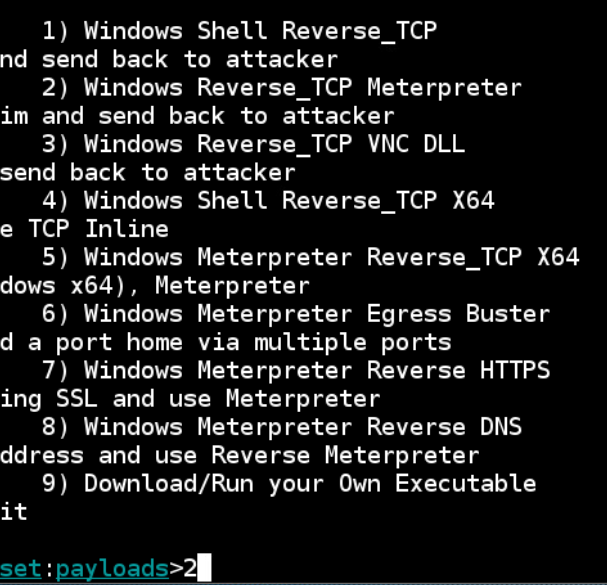 1) Windows Shell Reverse_TCP
nd send back to attacker
2) Windows Reverse_TCP Meterpreter
im and send back to attacker
3) Windows Reverse_TCP VNC DLL
send back to attacker
4) Windows Shell Reverse_TCP X64
e TCP Inline
5) Windows Meterpreter Reverse_TCP X64
dows x64), Meterpreter
6) Windows Meterpreter Egress Buster
d a port home via multiple ports
7) Windows Meterpreter Reverse HTTPS
ing SSL and use Meterpreter
8) Windows Meterpreter Reverse DNS
ddress and use Reverse Meterpreter
9) Download/Run your Own Executable
it
set:payloads>2